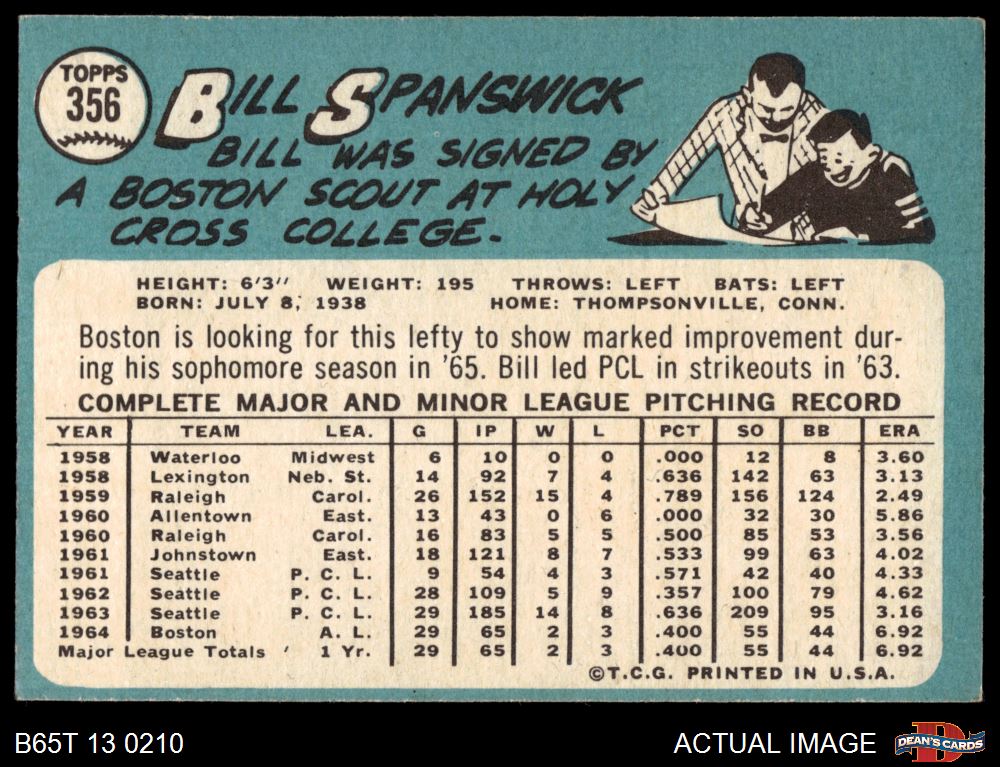 TOPPS
356
BILL SPANSWICK
BILL WAS SIGNED BY
A BOSTON SCOUT AT HOLY
CROSS COLLEGE.
HEIGHT: 6'3" WEIGHT: 195 THROWS: LEFT BATS: LEFT
BORN: JULY 8, 1938 HOME: THOMPSONVILLE, CONN.
Boston is looking for this lefty to show marked improvement dur-
ing his sophomore season in '65. Bill led PCL in strikeouts in '63.
COMPLETE MAJOR AND MINOR LEAGUE PITCHING RECORD
YEAR TEAM LEA. G IP W L PCT SO BB ERA
1958 Waterloo Midwest 6 10 0 0 .000 12 8 3.60
1958 Lexington Neb. St. 14 92 7 4 .636 142 63 3.13
1959 Raleigh Carol. 26 152 15 4 .789 156 124 2.49
1960 Allentown East. 13 43 0 6 .000 32 30 5.86
1960 Raleigh Carol. 16 83 5 5 .500 85 53 3.56
1961 Johnstown East. 18 121 8 7 .533 99 63 4.02
1961 Seattle P. C. L. 9 54 4 3 .571 42 40 4.33
1962 Seattle P. C. L. 28 109 5 9 .357 100 79 4.62
1963 Seattle P. C. L. 29 185 14 8 .636 209 95 3.16
1964 Boston A. L. 29 65 2 3 .400 55 44 6.92
Major League Totals 1 Yr. 29 65 2 3 .400 55 44 6.92
©T.C.G. PRINTED IN U.S.A.
B65T 13 0210
ACTUAL IMAGE
D
DEAN'S CARDS